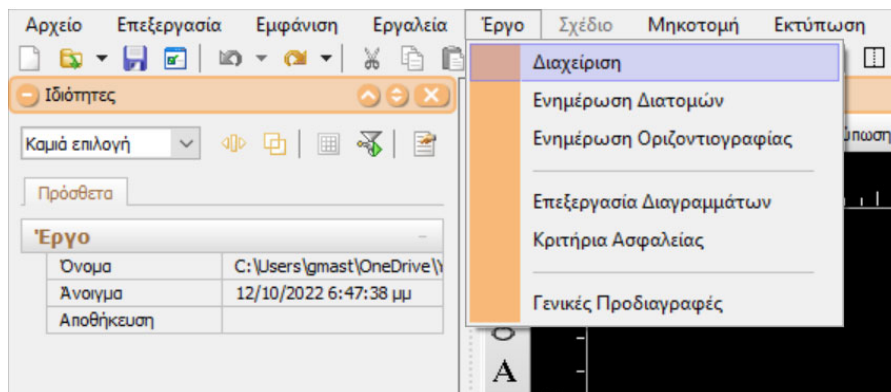 Αρχείο Επεξεργασία Εμφάνιση Εργαλεία Έργο Σχέδιο Μηκοτομή Εκτύπωση
Ιδιότητες
Καμιά επιλογή
Πρόσθετα
Έργο
Όνομα C:\Users\gmast\OneDrive\
Άνοιγμα 12/10/2022 6:47:38 μμ
Αποθήκευση
Διαχείριση
Ενημέρωση Διατομών
Ενημέρωση Οριζοντιογραφίας
Επεξεργασία Διαγραμμάτων
Κριτήρια Ασφαλείας
Γενικές Προδιαγραφές
A